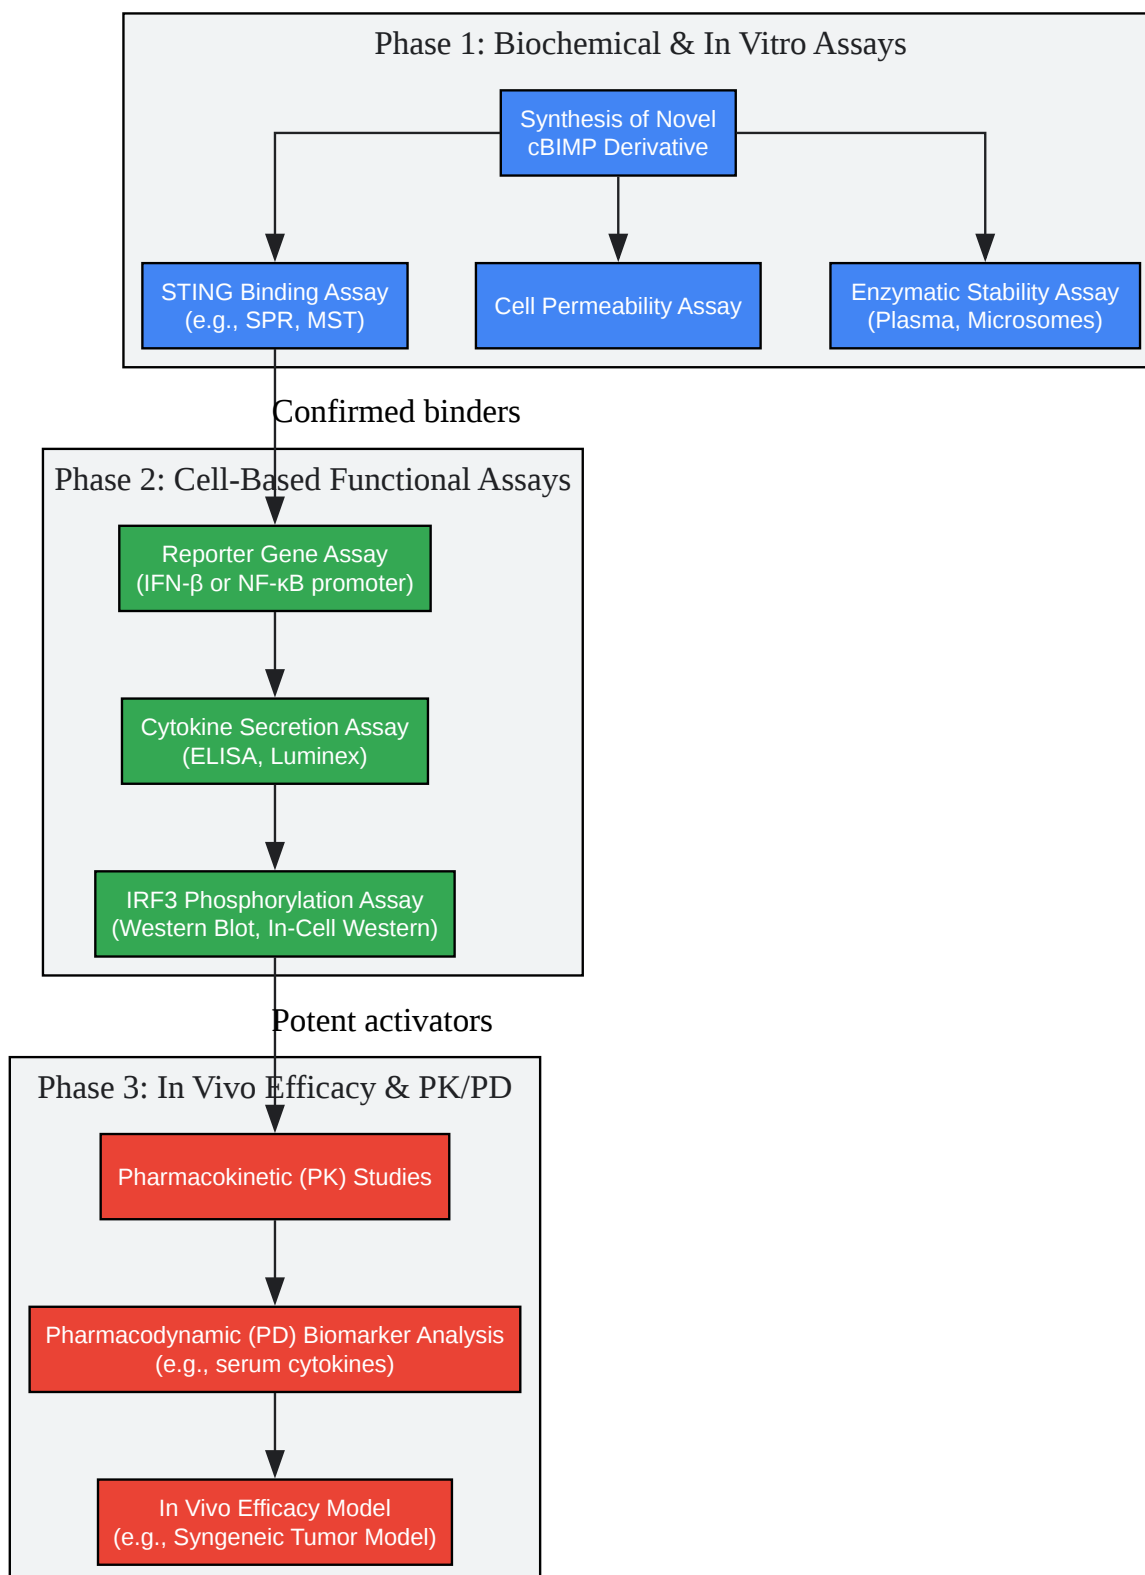 Phase 1: Biochemical & In Vitro Assays
Synthesis of Novel
cBIMP Derivative
STING Binding Assay
(e.g., SPR, MST)
Cell Permeability Assay
Enzymatic Stability Assay
(Plasma, Microsomes)
Confirmed binders
Phase 2: Cell-Based Functional Assays
Reporter Gene Assay
(IFN-β or NF-κB promoter)
Cytokine Secretion Assay
(ELISA, Luminex)
IRF3 Phosphorylation Assay
(Western Blot, In-Cell Western)
Potent activators
Phase 3: In Vivo Efficacy & PK/PD
Pharmacokinetic (PK) Studies
Pharmacodynamic (PD) Biomarker Analysis
(e.g., serum cytokines)
In Vivo Efficacy Model
(e.g., Syngeneic Tumor Model)